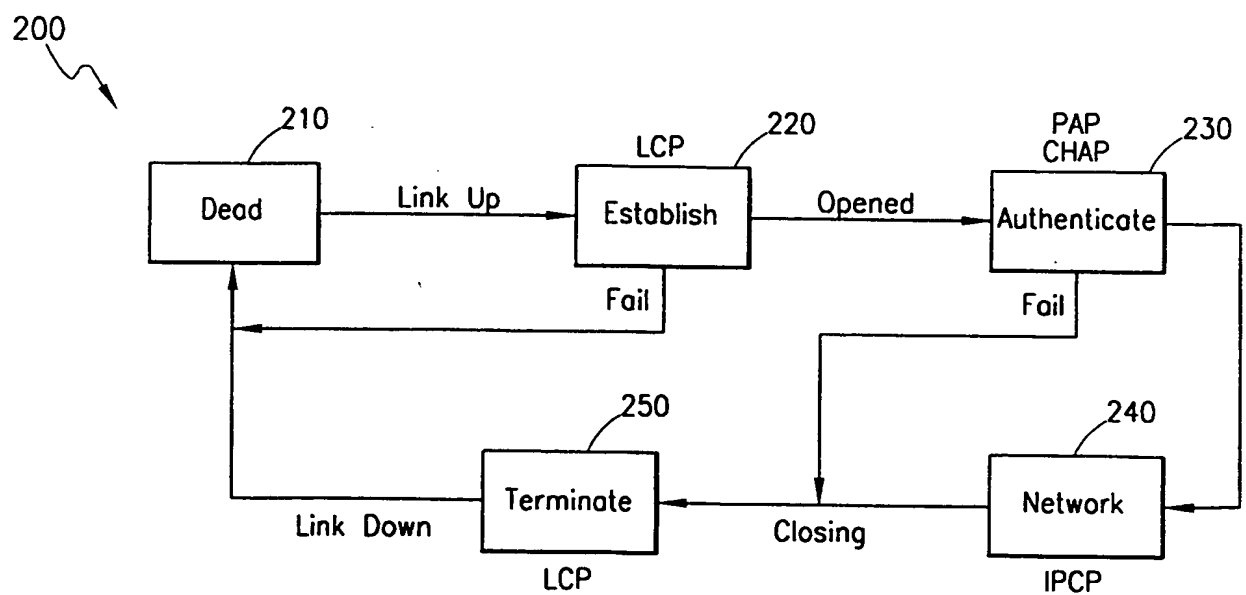 200
210
220
PAP
CHAP
230
LCP
Dead
Link Up
Establish
Opened
Authenticate
Fail
Fail
250
240
Terminate
Network
Link Down
Closing
LCP
IPCP